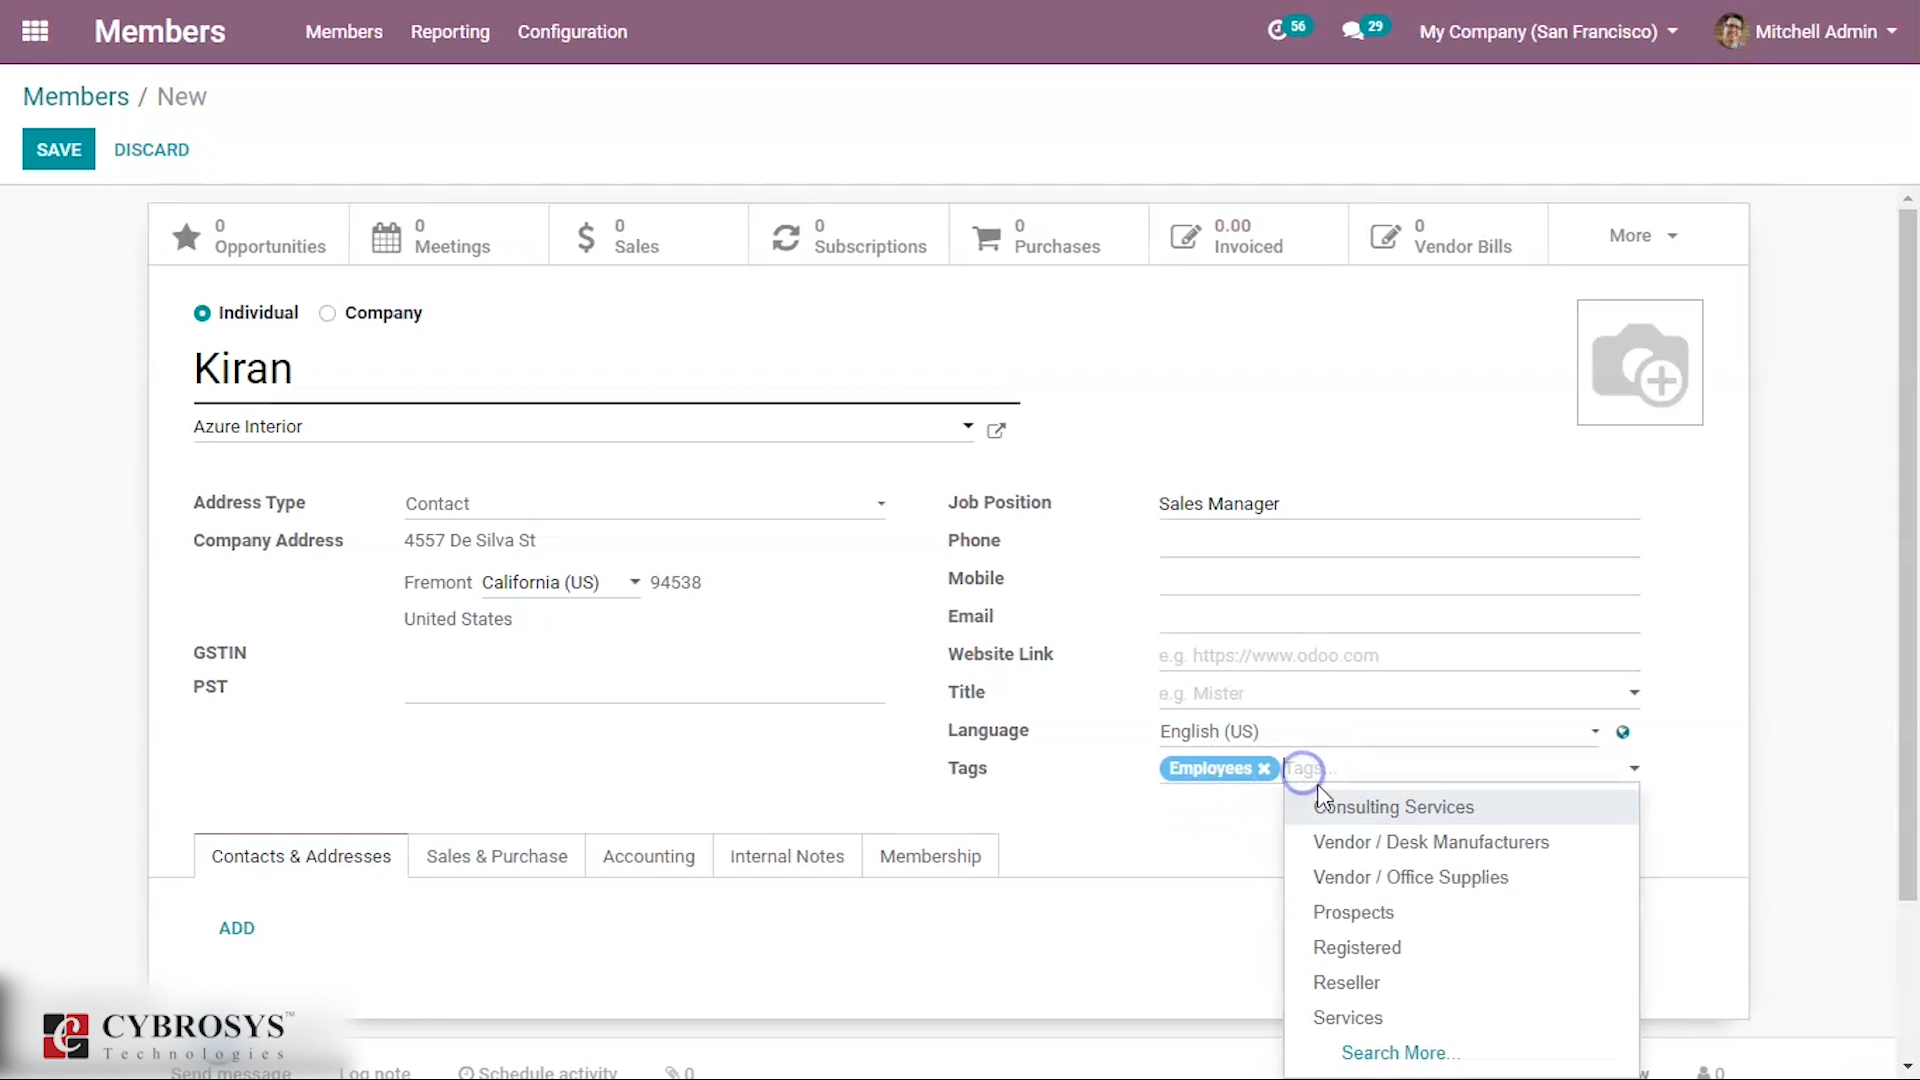 Members Members Reporting Configuration 56 29 My Company (San Francisco) Mitchell Admin
Members / New
SAVE DISCARD
0 Opportunities
0 Meetings
0 Sales
0 Subscriptions
0 Purchases
0.00 Invoiced
0 Vendor Bills
More
Individual Company
Kiran
Azure Interior
Address Type Contact
Company Address 4557 De Silva St
Fremont California (US) 94538
United States
GSTIN
PST
Job Position Sales Manager
Phone
Mobile
Email
Website Link e.g. https://www.odoo.com
Title e.g. Mister
Language English (US)
Tags Employees Tags...
Consulting Services
Vendor / Desk Manufacturers
Vendor / Office Supplies
Prospects
Registered
Reseller
Services
Search More...
Contacts & Addresses Sales & Purchase Accounting Internal Notes Membership
ADD
CYBROSYS™
Technologies
Send message Log note Schedule activity 0 0